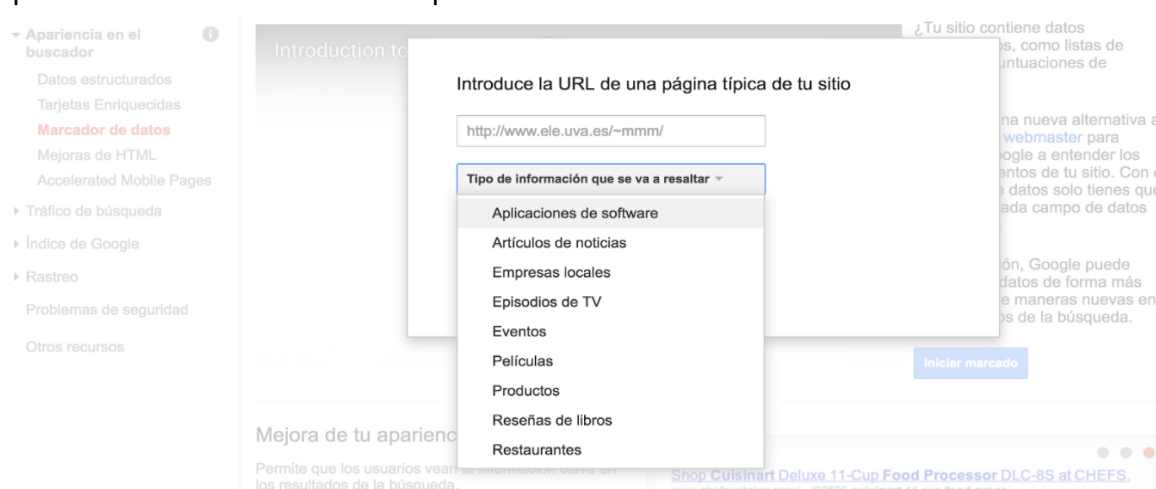 Apariencia en el
buscador
Datos estructurados
Tarjetas Enriquecidas
Marcador de datos
Mejoras de HTML
Accelerated Mobile Pages
Tráfico de búsqueda
Índice de Google
Rastreo
Problemas de seguridad
Otros recursos
Introduction to
Introduce la URL de una página típica de tu sitio
http://www.ele.uva.es/~mmm/
Tipo de información que se va a resaltar
Aplicaciones de software
Artículos de noticias
Empresas locales
Episodios de TV
Eventos
Películas
Productos
Reseñas de libros
Restaurantes
¿Tu sitio contiene datos
como listas de
de
na nueva alternativa a
webmaster para
a entender los
de tu sitio. Con
datos solo tienes que
ada campo de datos
Google puede
datos de forma más
e maneras nuevas en
de la búsqueda.
Iniciar marcado
Mejora de tu aparienc
Permite que los usuarios vean tu información clave en
los resultados de la búsqueda.
Shop Cuisinart Deluxe 11-Cup Food Processor DLC-8S at CHEFS.